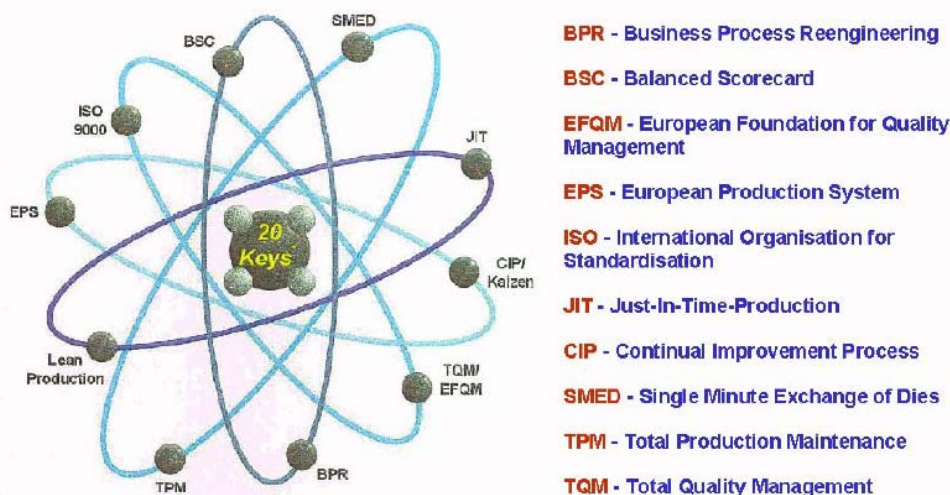 BSC
SMED
ISO
9000
JIT
EPS
20
Keys
CIP/
Kaizen
Lean
Production
TQM/
EFQM
TPM
BPR
BPR - Business Process Reengineering
BSC - Balanced Scorecard
EFQM - European Foundation for Quality
Management
EPS - European Production System
ISO - International Organisation for
Standardisation
JIT - Just-In-Time-Production
CIP - Continual Improvement Process
SMED - Single Minute Exchange of Dies
TPM - Total Production Maintenance
TQM - Total Quality Management